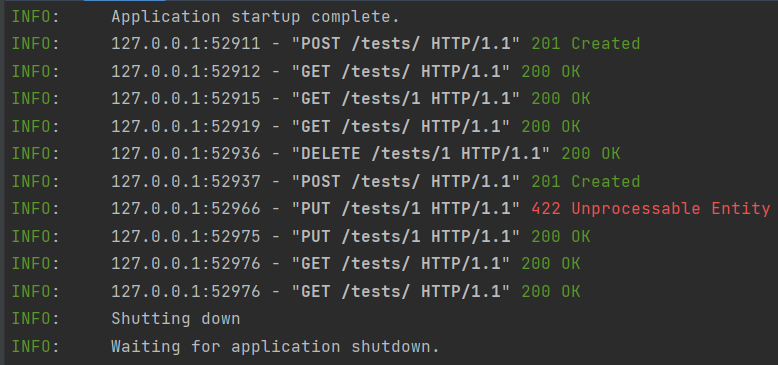 INFO:     Application startup complete.
INFO:     127.0.0.1:52911 - "POST /tests/ HTTP/1.1" 201 Created
INFO:     127.0.0.1:52912 - "GET /tests/ HTTP/1.1" 200 OK
INFO:     127.0.0.1:52915 - "GET /tests/1 HTTP/1.1" 200 OK
INFO:     127.0.0.1:52919 - "GET /tests/ HTTP/1.1" 200 OK
INFO:     127.0.0.1:52936 - "DELETE /tests/1 HTTP/1.1" 200 OK
INFO:     127.0.0.1:52937 - "POST /tests/ HTTP/1.1" 201 Created
INFO:     127.0.0.1:52966 - "PUT /tests/1 HTTP/1.1" 422 Unprocessable Entity
INFO:     127.0.0.1:52975 - "PUT /tests/1 HTTP/1.1" 200 OK
INFO:     127.0.0.1:52976 - "GET /tests/ HTTP/1.1" 200 OK
INFO:     127.0.0.1:52976 - "GET /tests/ HTTP/1.1" 200 OK
INFO:     Shutting down
INFO:     Waiting for application shutdown.